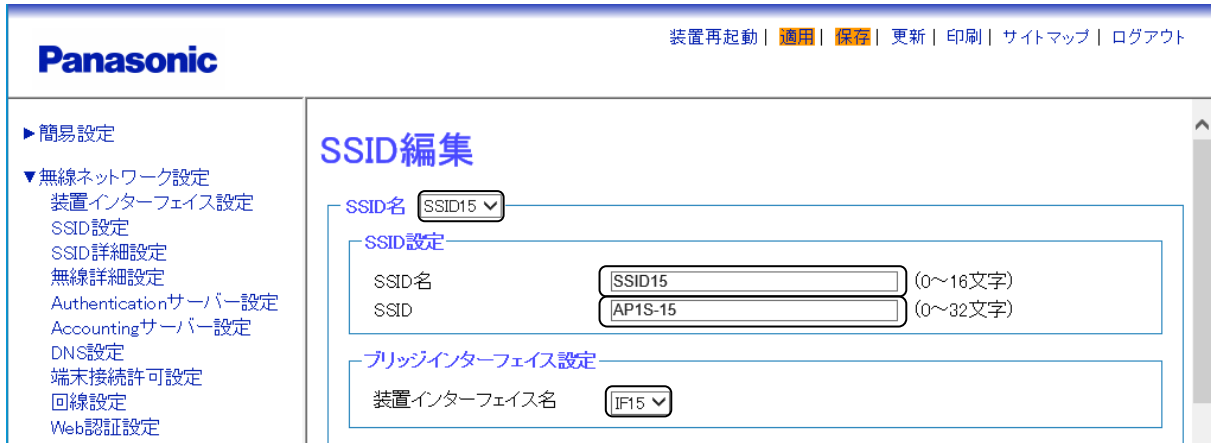 Panasonic
装置再起動 | 適用 | 保存 | 更新 | 印刷 | サイトマップ | ログアウト
►簡易設定
▼無線ネットワーク設定
装置インターフェイス設定
SSID設定
SSID詳細設定
無線詳細設定
Authenticationサーバー設定
Accountingサーバー設定
DNS設定
端末接続許可設定
回線設定
Web認証設定
SSID編集
SSID名 SSID15
SSID設定
SSID名 SSID15 (0～16文字)
SSID AP1S-15 (0～32文字)
ブリッジインターフェイス設定
装置インターフェイス名 IF15